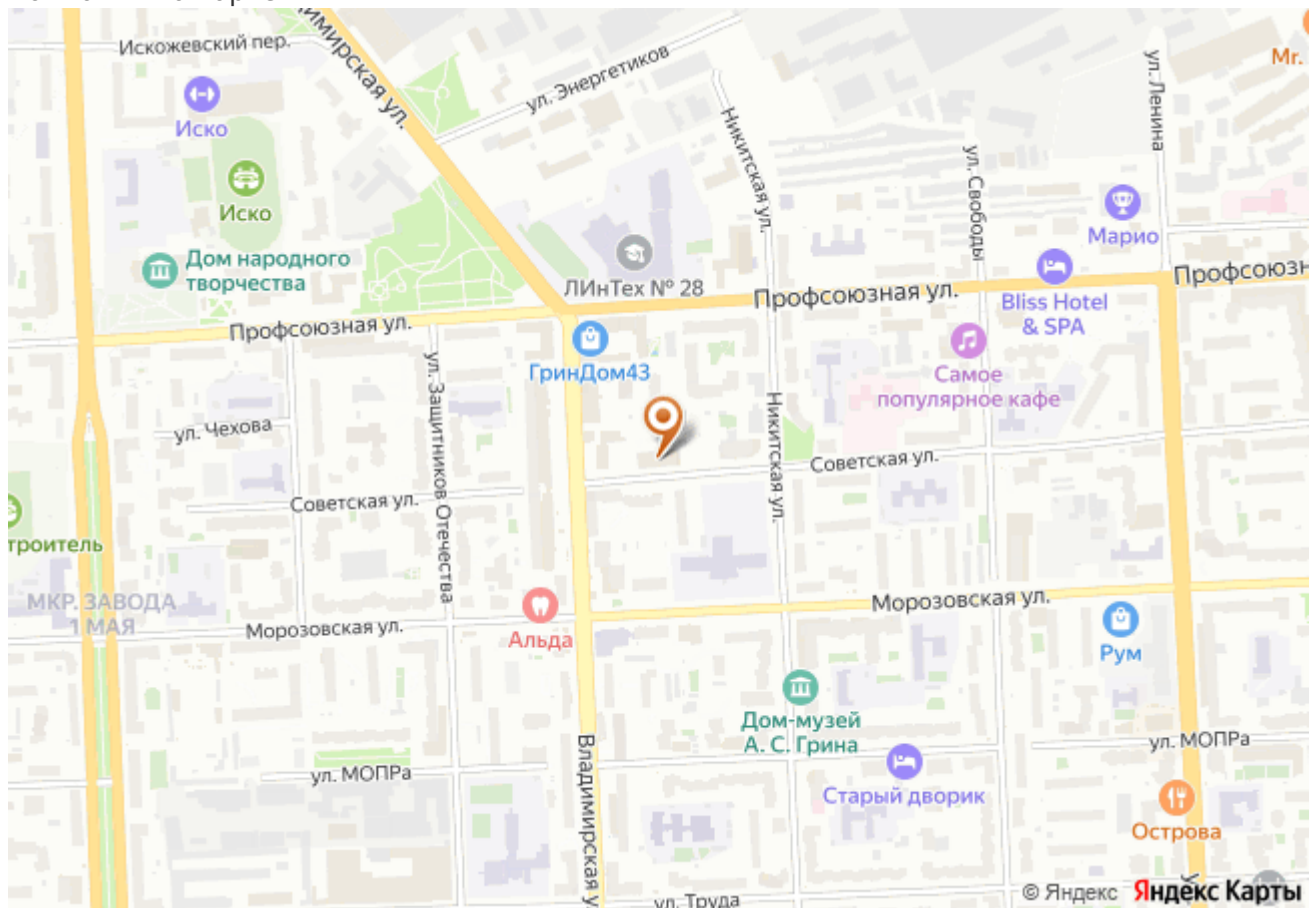 Искожевский пер.
Владимирская ул.
ул. Энергетиков
ул. Ленина
Mr.
Иско
Никитская ул.
Иско
ул. Свободы
Марио
Дом народного
творчества
ЛИнТех № 28
Профсоюзная ул.
Профсоюзн
Bliss Hotel
& SPA
Профсоюзная ул.
ГринДом43
Самое
популярное кафе
ул. Защитников Отечества
ул. Чехова
Никитская ул.
Советская ул.
Советская ул.
троитель
МКР. ЗАВОДА
1 МАЯ
Морозовская ул.
Морозовская ул.
Альда
Рум
Дом-музей
А. С. Грина
ул. МОПРа
ул. МОПРа
Владимирская у
Старый дворик
Острова
ул. Труда
© Яндекс Яндекс Карты